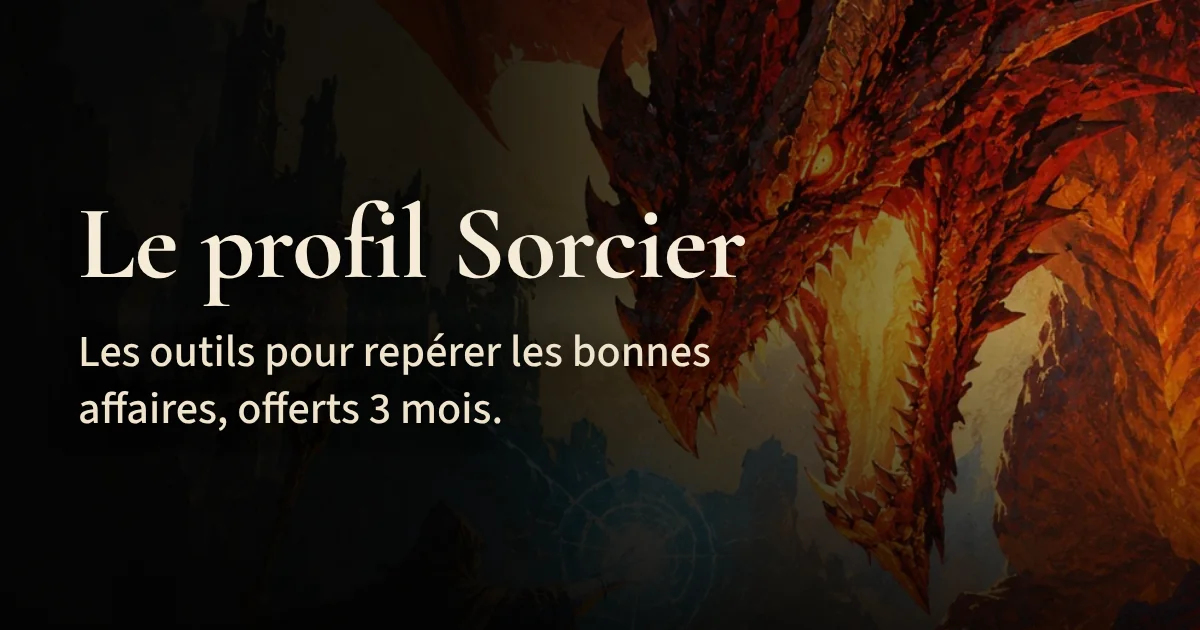 Le profil Sorcier
Les outils pour repérer les bonnes
affaires, offerts 3 mois.